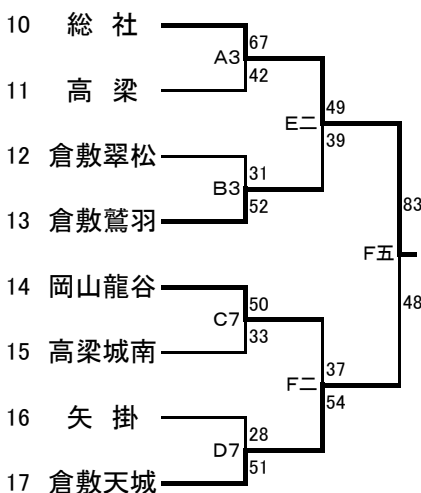 10 総社
67
A3
42
11 高梁
49
E二
39
12 倉敷翠松
31
B3
52
13 倉敷鷲羽
83
F五
48
14 岡山龍谷
50
C7
33
15 高梁城南
37
F二
54
16 矢掛
28
D7
51
17 倉敷天城